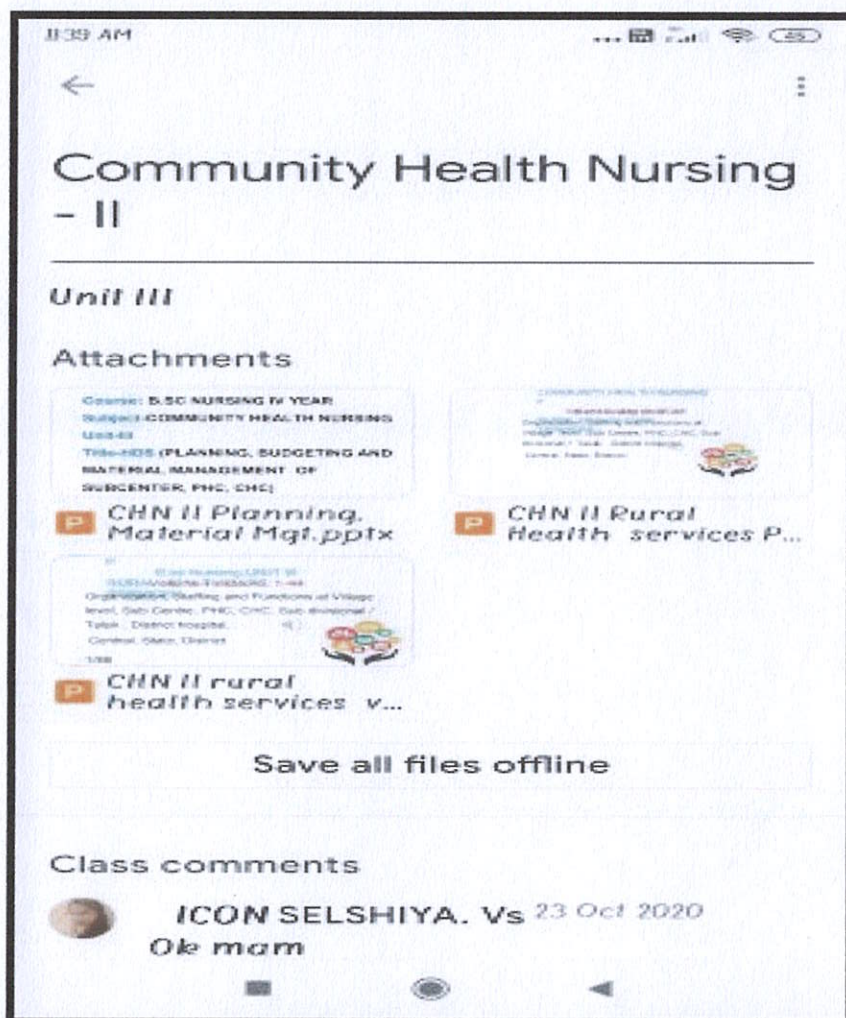 11:39 AM
Community Health Nursing
- II
Unit III
Attachments
Course: B.SC NURSING IV YEAR
Subject:COMMUNITY HEALTH NURSING
Unit-III
(PLANNING, BUDGETING AND
MATERIAL MANAGEMENT OF
SUBCENTER, PHC, CHC)
P CHN II Planning,
Material Mgt.pptx
P CHN II Rural
Health services P...
Organization, Staffing and Functions at Village
level, Sub Centre, PHC, CHC, Sub divisional /
Taluk, District hospital,
Central, State, District
P CHN II rural
health services v...
Save all files offline
Class comments
ICON SELSHIYA. Vs 23 Oct 2020
Ok mam